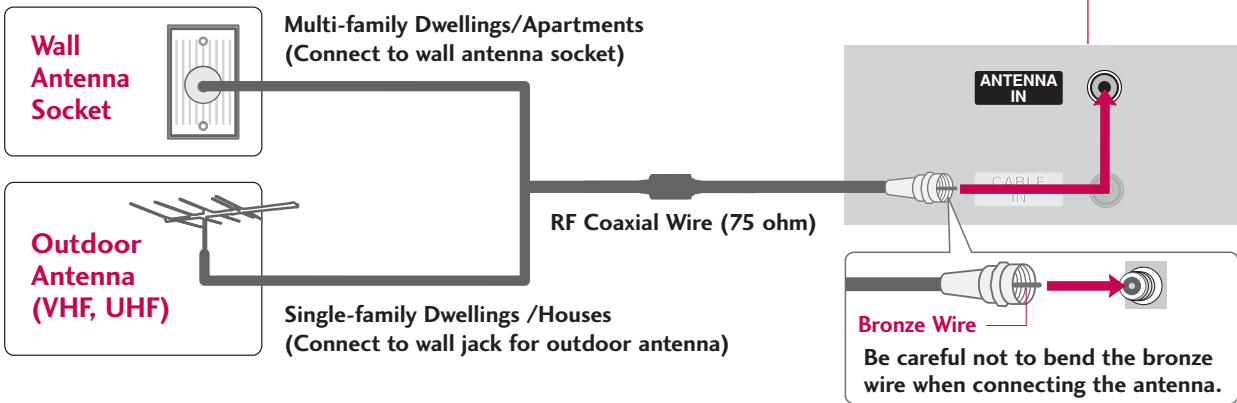 Wall
Antenna
Socket
Multi-family Dwellings/Apartments
(Connect to wall antenna socket)
Outdoor
Antenna
(VHF, UHF)
Single-family Dwellings /Houses
(Connect to wall jack for outdoor antenna)
RF Coaxial Wire (75 ohm)
ANTENNA
IN
CABLE
IN
Bronze Wire
Be careful not to bend the bronze
wire when connecting the antenna.